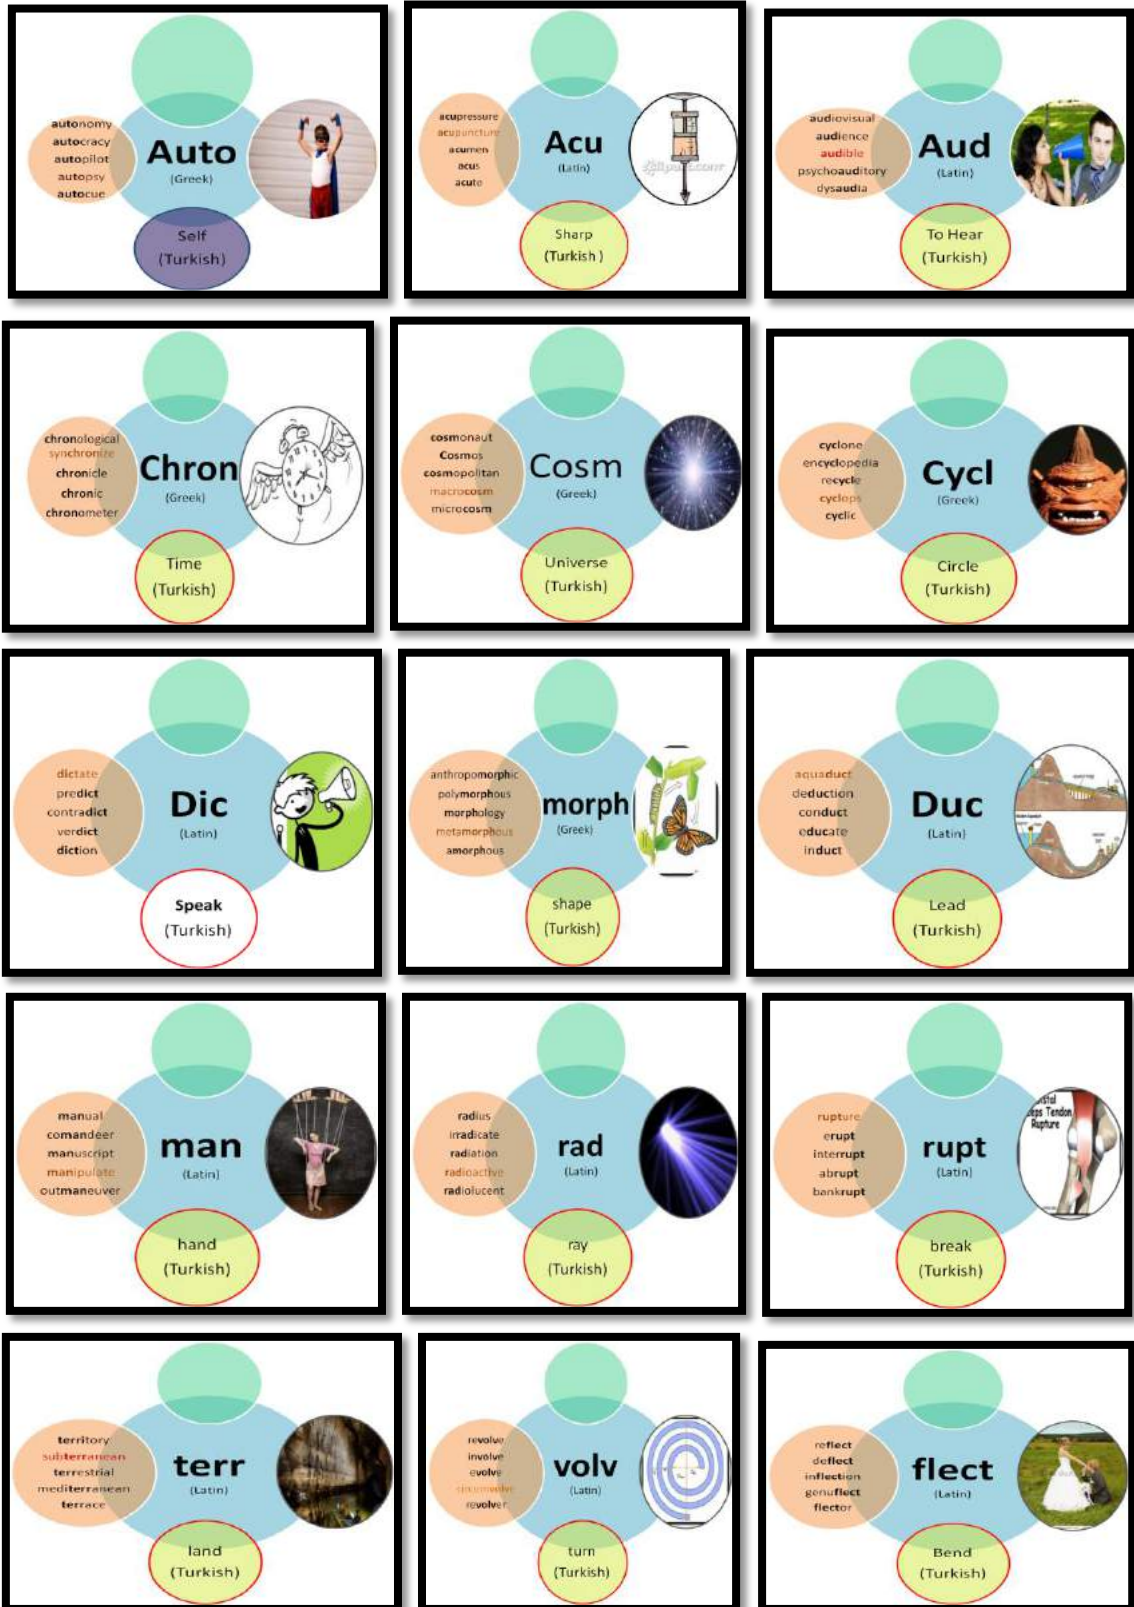 autonomy
autocracy
autopilot
autopsy
autocue
Auto
(Greek)
Self
(Turkish)
acupressure
acupuncture
acumen
acus
acute
Acu
(Latin)
Sharp
(Turkish )
audiovisual
audience
audible
psychoauditory
dysaudia
Aud
(Latin)
To Hear
(Turkish)
chronological
synchronize
chronicle
chronic
chronometer
Chron
(Greek)
Time
(Turkish)
cosmonaut
Cosmos
cosmopolitan
macrocosm
microcosm
Cosm
(Greek)
Universe
(Turkish)
cyclone
encyclopedia
recycle
cyclops
cyclic
Cycl
(Greek)
Circle
(Turkish)
dictate
predict
contradict
verdict
diction
Dic
(Latin)
Speak
(Turkish)
anthropomorphic
polymorphous
morphology
metamorphous
amorphous
morph
(Greek)
shape
(Turkish)
aquaduct
deduction
conduct
educate
induct
Duc
(Latin)
Lead
(Turkish)
manual
comandeer
manuscript
manipulate
outmaneuver
man
(Latin)
hand
(Turkish)
radius
irradicate
radiation
radioactive
radiolucent
rad
(Latin)
ray
(Turkish)
rupture
erupt
interrupt
abrupt
bankrupt
rupt
(Latin)
Tendon
Rupture
break
(Turkish)
territory
subterranean
terrestrial
mediterranean
terrace
terr
(Latin)
land
(Turkish)
revolve
involve
evolve
circumvolve
revolver
volv
(Latin)
turn
(Turkish)
reflect
deflect
inflection
genuflect
flector
flect
(Latin)
Bend
(Turkish)